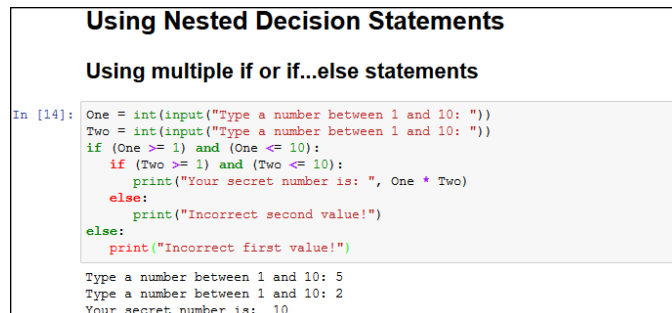 Using Nested Decision Statements
Using multiple if or if...else statements
In [14]: One = int(input("Type a number between 1 and 10: "))
Two = int(input("Type a number between 1 and 10: "))
if (One >= 1) and (One <= 10):
   if (Two >= 1) and (Two <= 10):
      print("Your secret number is: ", One * Two)
   else:
      print("Incorrect second value!")
else:
   print("Incorrect first value!")
Type a number between 1 and 10: 5
Type a number between 1 and 10: 2
Your secret number is:  10